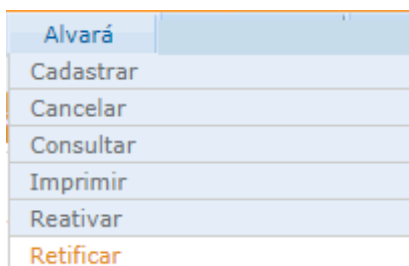 Alvará
Cadastrar
Cancelar
Consultar
Imprimir
Reativar
Retificar